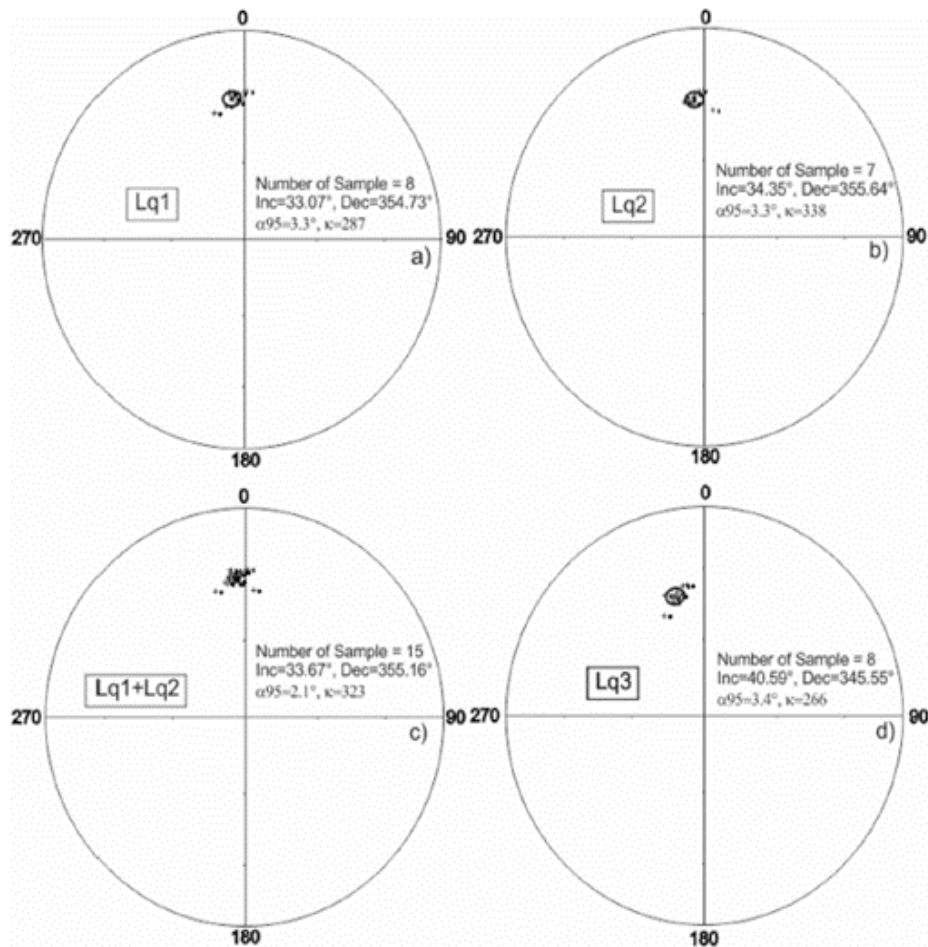 0
Lq1
Number of Sample = 8
Inc=33.07°, Dec=354.73°
α95=3.3°, κ=287
270
90
a)
180
0
Lq2
Number of Sample = 7
Inc=34.35°, Dec=355.64°
α95=3.3°, κ=338
270
90
b)
180
0
Lq1+Lq2
Number of Sample = 15
Inc=33.67°, Dec=355.16°
α95=2.1°, κ=323
270
90
c)
180
0
Lq3
Number of Sample = 8
Inc=40.59°, Dec=345.55°
α95=3.4°, κ=266
270
90
d)
180